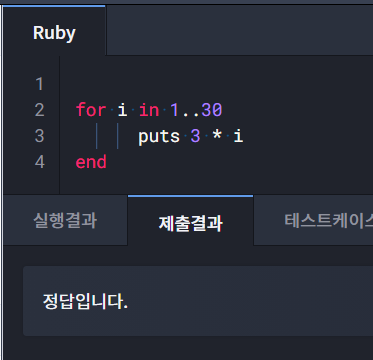 Ruby
1
2 for i in 1..30
3 puts 3 * i
4 end
실행결과 제출결과 테스트케이스
정답입니다.